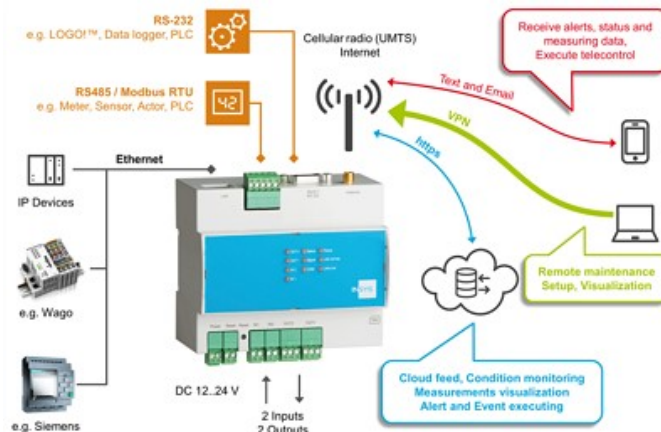 RS-232
e.g. LOGO!™, Data logger, PLC
Cellular radio (UMTS)
Internet
Receive alerts, status and
measuring data,
Execute telecontrol
RS485 / Modbus RTU
e.g. Meter, Sensor, Actor, PLC
42
Text and Email
VPN
https
Ethernet
IP Devices
e.g. Wago
INSYS
Remote maintenance
Setup, Visualization
DC 12..24 V
2 Inputs
2 Outputs
Cloud feed, Condition monitoring
Measurements visualization
Alert and Event executing
e.g. Siemens